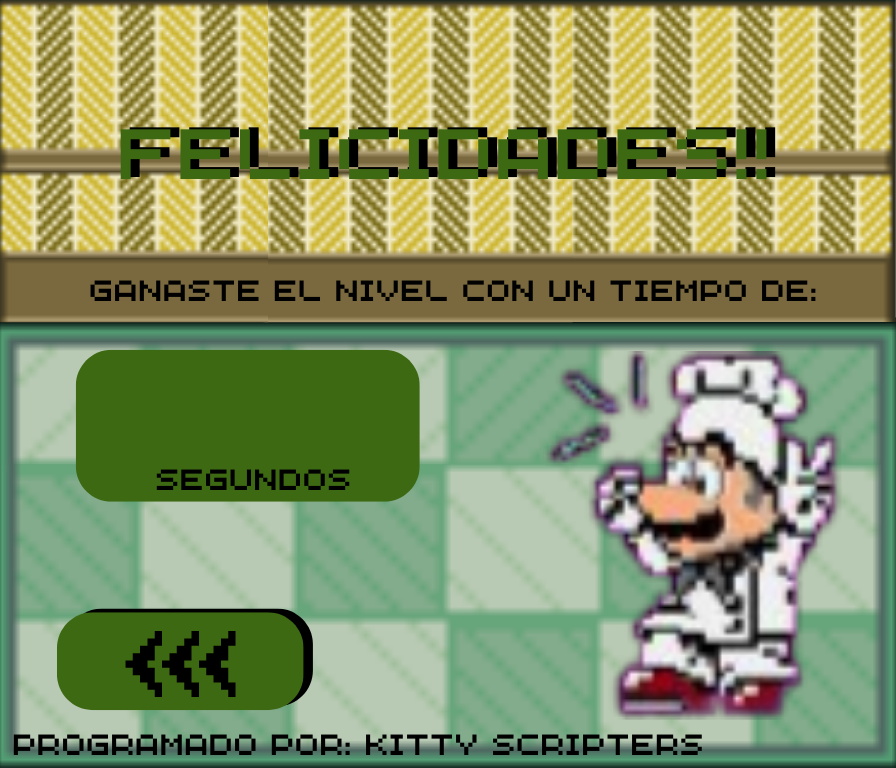 FELICIDADES!!
GANASTE EL NIVEL CON UN TIEMPO DE:
SEGUNDOS
PROGRAMADO POR: KITTY SCRIPTERS